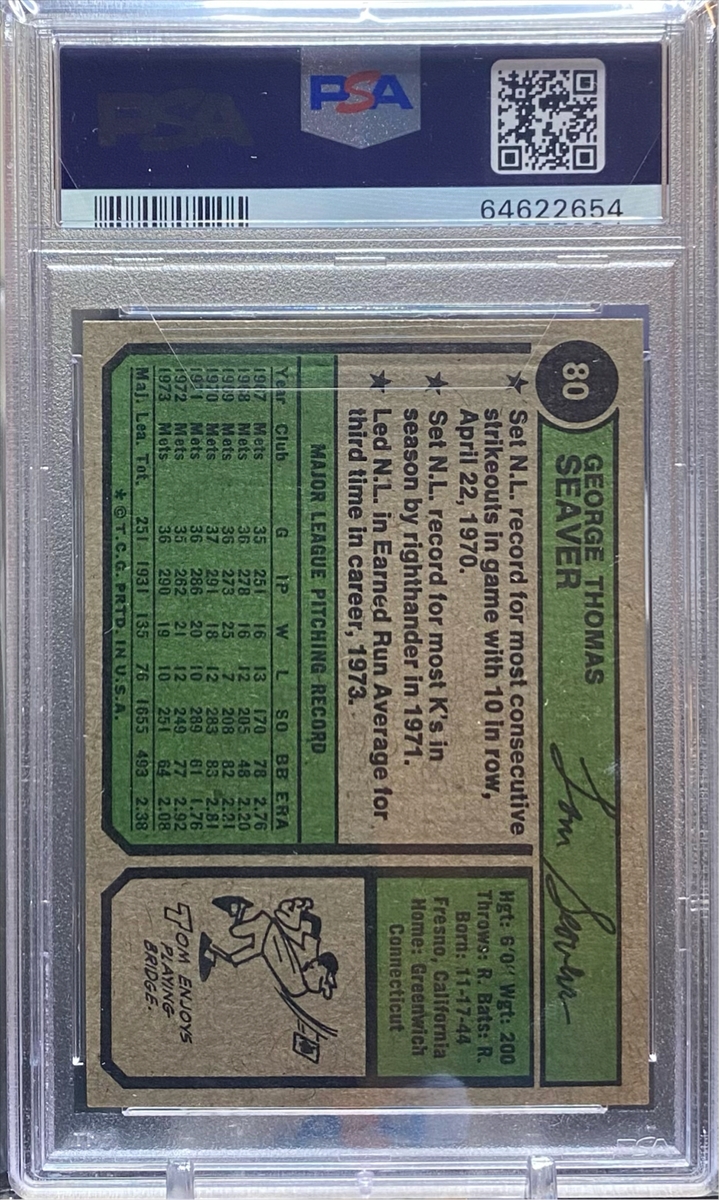 PSA
PSA
64622654
80
GEORGE THOMAS
SEAVER
Tom Seaver
★ Set N.L. record for most consecutive
strikeouts in game with 10 in row,
April 22, 1970.
★ Set N.L. record for most K's in
season by righthander in 1971.
★ Led N.L. in Earned Run Average for
third time in career, 1973.
Hgt: 6'0" Wgt: 200
Throws: R. Bats: R.
Born: 11-17-44
Fresno, California
Home: Greenwich
Connecticut
MAJOR LEAGUE PITCHING RECORD
Year Club G IP W L SO BB ERA
1967 Mets 35 251 16 13 170 78 2.76
1968 Mets 36 278 16 12 205 48 2.20
1969 Mets 36 273 25 7 208 82 2.21
1970 Mets 37 291 18 12 283 83 2.81
1971 Mets 36 286 20 10 289 61 1.76
1972 Mets 35 262 21 12 249 77 2.92
1973 Mets 36 290 19 10 251 64 2.08
Maj. Lea. Tot. 251 1931 135 76 1655 493 2.38
* © T.C.G. PRTD. IN U.S.A.
TOM ENJOYS
PLAYING
BRIDGE.
PSA